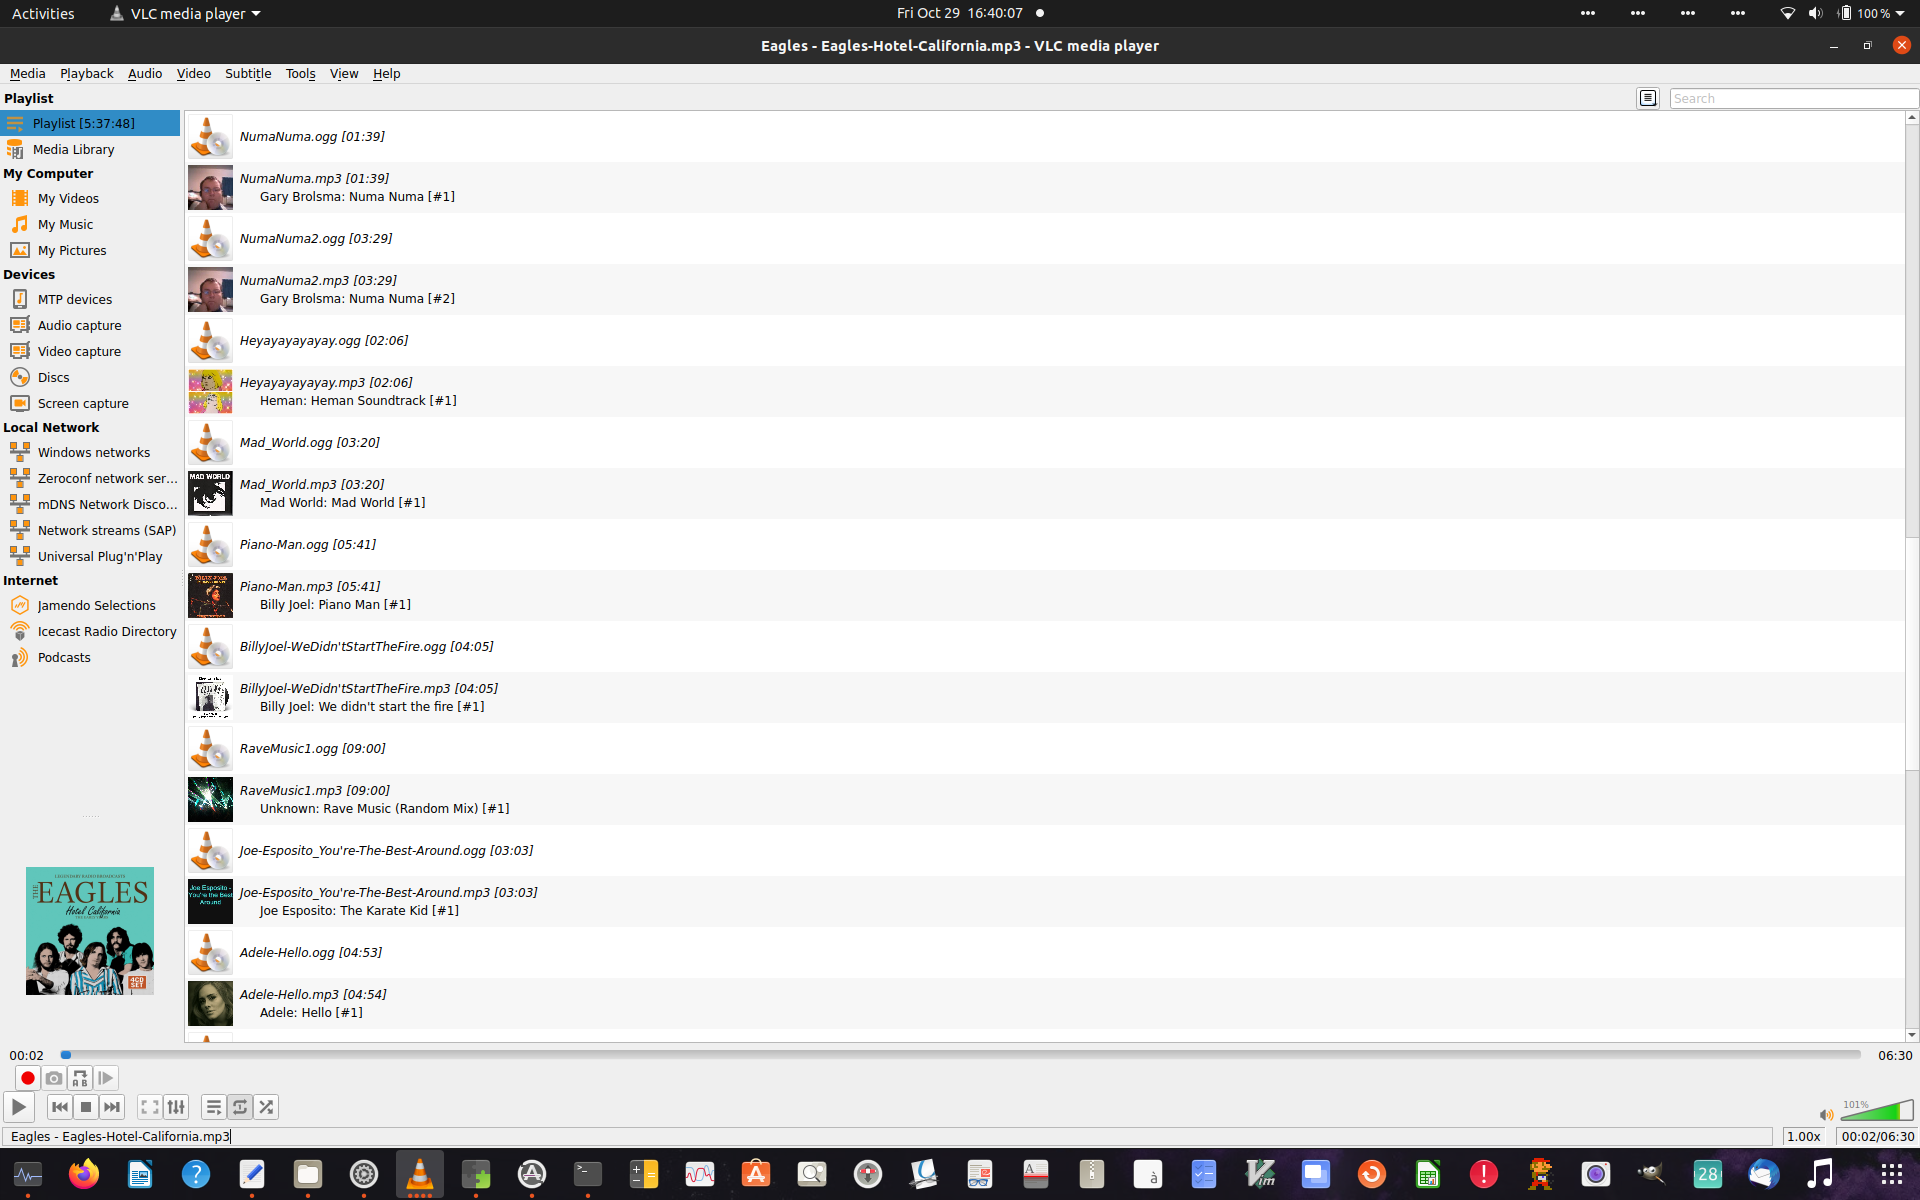 Activities
VLC media player
Fri Oct 29 16:40:07
100 %
Eagles - Eagles-Hotel-California.mp3 - VLC media player
Media Playback Audio Video Subtitle Tools View Help
Playlist
Search
Playlist [5:37:48]
Media Library
My Computer
My Videos
My Music
My Pictures
Devices
MTP devices
Audio capture
Video capture
Discs
Screen capture
Local Network
Windows networks
Zeroconf network ser...
mDNS Network Disco...
Network streams (SAP)
Universal Plug'n'Play
Internet
Jamendo Selections
Icecast Radio Directory
Podcasts
THE
EAGLES
Hotel California
4CD
SET
NumaNuma.ogg [01:39]
NumaNuma.mp3 [01:39]
Gary Brolsma: Numa Numa [#1]
NumaNuma2.ogg [03:29]
NumaNuma2.mp3 [03:29]
Gary Brolsma: Numa Numa [#2]
Heyayayayayay.ogg [02:06]
Heyayayayayay.mp3 [02:06]
Heman: Heman Soundtrack [#1]
Mad_World.ogg [03:20]
MAD WORLD
Mad_World.mp3 [03:20]
Mad World: Mad World [#1]
Piano-Man.ogg [05:41]
Piano-Man.mp3 [05:41]
Billy Joel: Piano Man [#1]
BillyJoel-WeDidn'tStartTheFire.ogg [04:05]
BillyJoel-WeDidn'tStartTheFire.mp3 [04:05]
Billy Joel: We didn't start the fire [#1]
RaveMusic1.ogg [09:00]
RaveMusic1.mp3 [09:00]
Unknown: Rave Music (Random Mix) [#1]
Joe-Esposito_You're-The-Best-Around.ogg [03:03]
Joe Esposito -
You're the Best
Around
Joe-Esposito_You're-The-Best-Around.mp3 [03:03]
Joe Esposito: The Karate Kid [#1]
Adele-Hello.ogg [04:53]
Adele-Hello.mp3 [04:54]
Adele: Hello [#1]
00:02
06:30
A B
101%
Eagles - Eagles-Hotel-California.mp3
1.00x
00:02/06:30
28